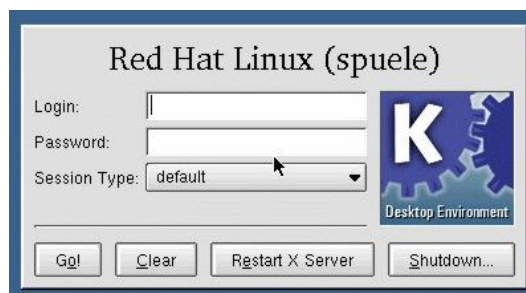 Red Hat Linux (spuele)
Login:
Password:
Session Type: default
K
Desktop Environment
Go! Clear Restart X Server Shutdown...